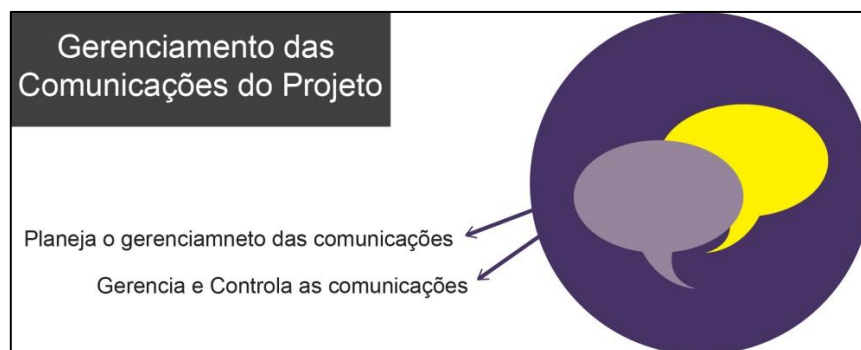 Gerenciamento das
Comunicações do Projeto
Planeja o gerenciamneto das comunicações
Gerencia e Controla as comunicações